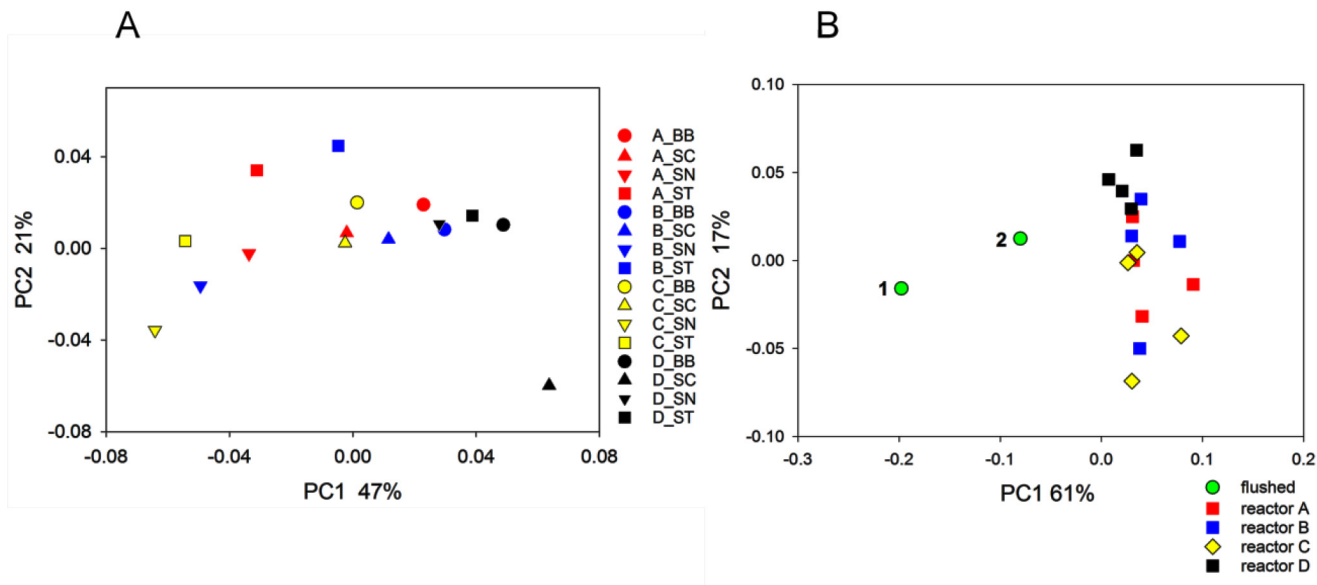 A
PC2 21%
0.04
0.00
-0.04
-0.08
-0.08
-0.04
0.00
0.04
0.08
PC1 47%
A_BB
A_SC
A_SN
A_ST
B_BB
B_SC
B_SN
B_ST
C_BB
C_SC
C_SN
C_ST
D_BB
D_SC
D_SN
D_ST
B
PC2 17%
0.10
0.05
0.00
-0.05
-0.10
2
1
-0.3
-0.2
-0.1
0.0
0.1
0.2
PC1 61%
flushed
reactor A
reactor B
reactor C
reactor D